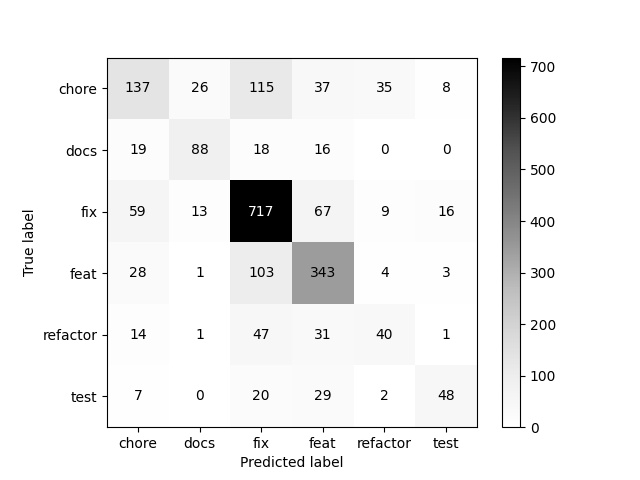 chore 137 26 115 37 35 8
docs 19 88 18 16 0 0
fix 59 13 717 67 9 16
feat 28 1 103 343 4 3
refactor 14 1 47 31 40 1
test 7 0 20 29 2 48
chore docs fix feat refactor test
Predicted label
True label
700
600
500
400
300
200
100
0